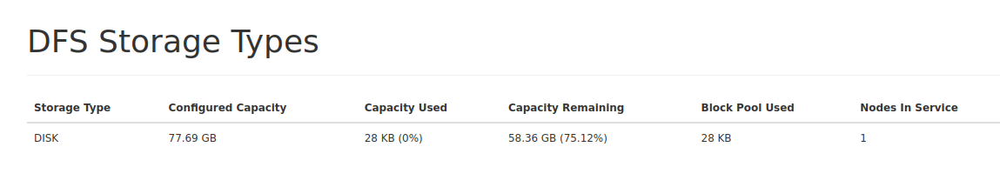 DFS Storage Types
Storage Type Configured Capacity Capacity Used Capacity Remaining Block Pool Used Nodes In Service
DISK 77.69 GB 28 KB (0%) 58.36 GB (75.12%) 28 KB 1